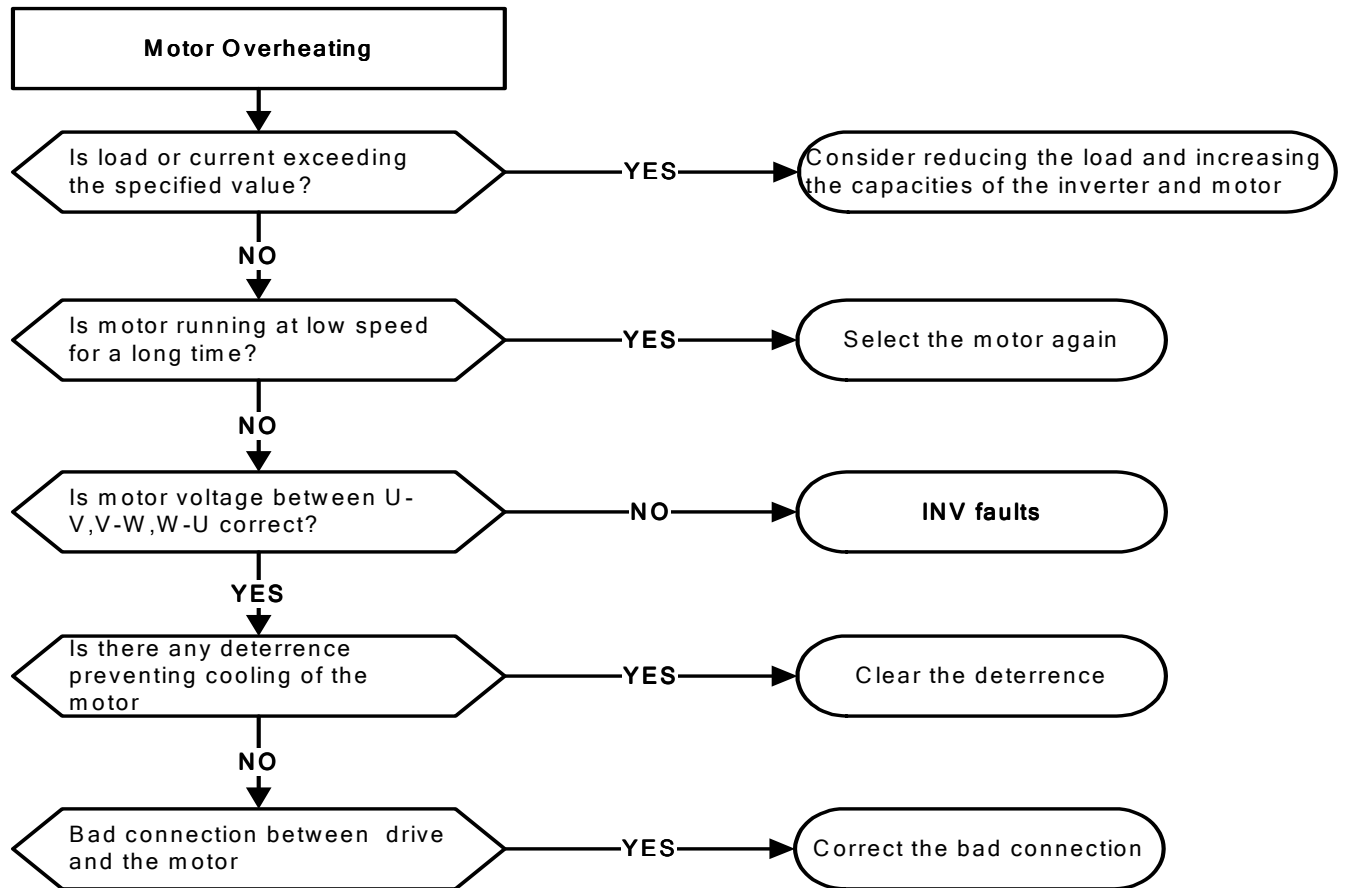 Motor Overheating
Is load or current exceeding
the specified value?
YES
Consider reducing the load and increasing
the capacities of the inverter and motor
NO
Is motor running at low speed
for a long time?
YES
Select the motor again
NO
Is motor voltage between U-
V,V-W,W-U correct?
NO
INV faults
YES
Is there any deterrence
preventing cooling of the
motor
YES
Clear the deterrence
NO
Bad connection between drive
and the motor
YES
Correct the bad connection